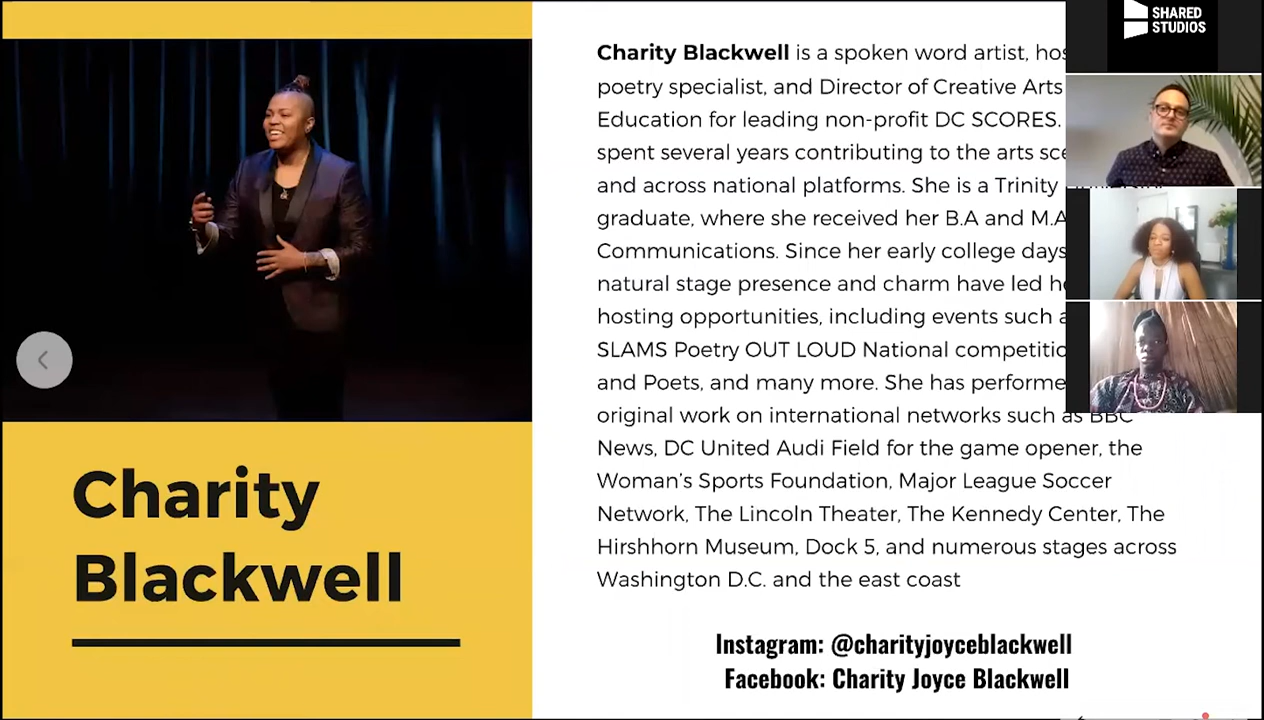 SHARED
STUDIOS
Charity Blackwell is a spoken word artist,
poetry specialist, and Director of Creative Arts
Education for leading non-profit DC SCORES.
spent several years contributing to the arts
and across national platforms. She is a Trinity
graduate, where she received her B.A and M.A
Communications. Since her early college days
natural stage presence and charm have led
hosting opportunities, including events such
SLAMS Poetry OUT LOUD National
and Poets, and many more. She has
original work on international networks such as BBC
News, DC United Audi Field for the game opener, the
Woman's Sports Foundation, Major League Soccer
Network, The Lincoln Theater, The Kennedy Center, The
Hirshhorn Museum, Dock 5, and numerous stages across
Washington D.C. and the east coast
Charity
Blackwell
Instagram: @charityjoyceblackwell
Facebook: Charity Joyce Blackwell